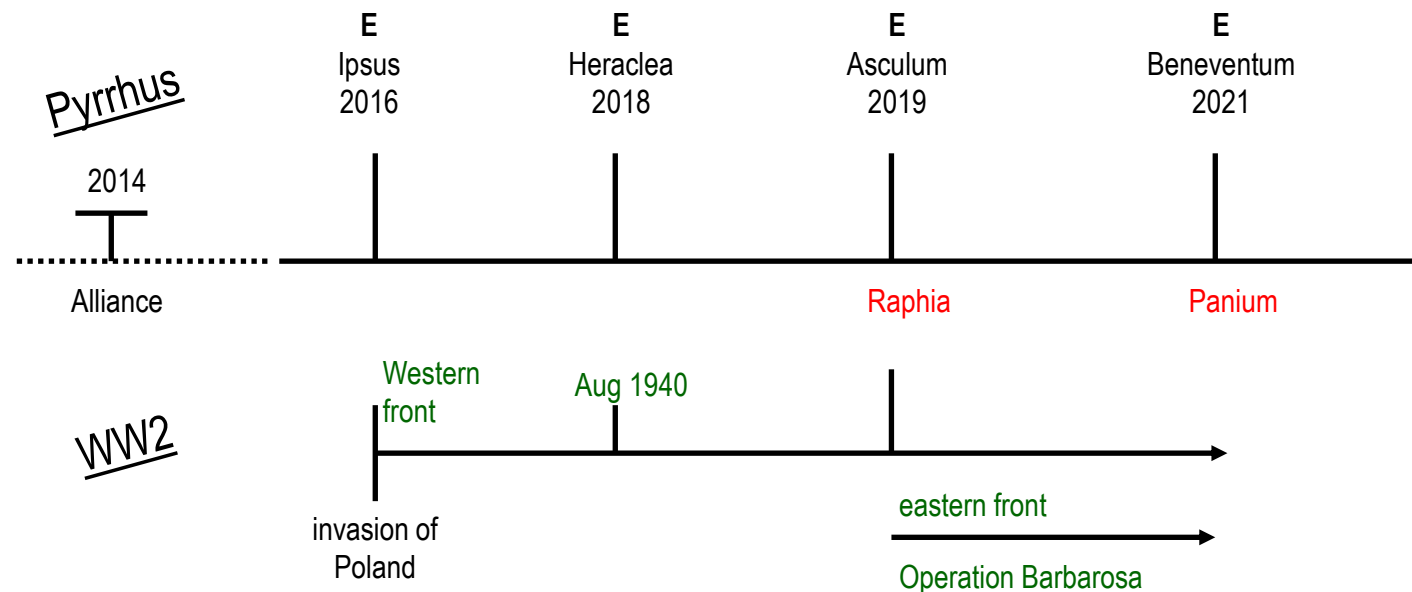 Pyrrhus
2014
E
Ipsus
2016
E
Heraclea
2018
E
Asculum
2019
E
Beneventum
2021
Alliance
Raphia
Panium
WW2
Western
front
Aug 1940
invasion of
Poland
eastern front
Operation Barbarosa